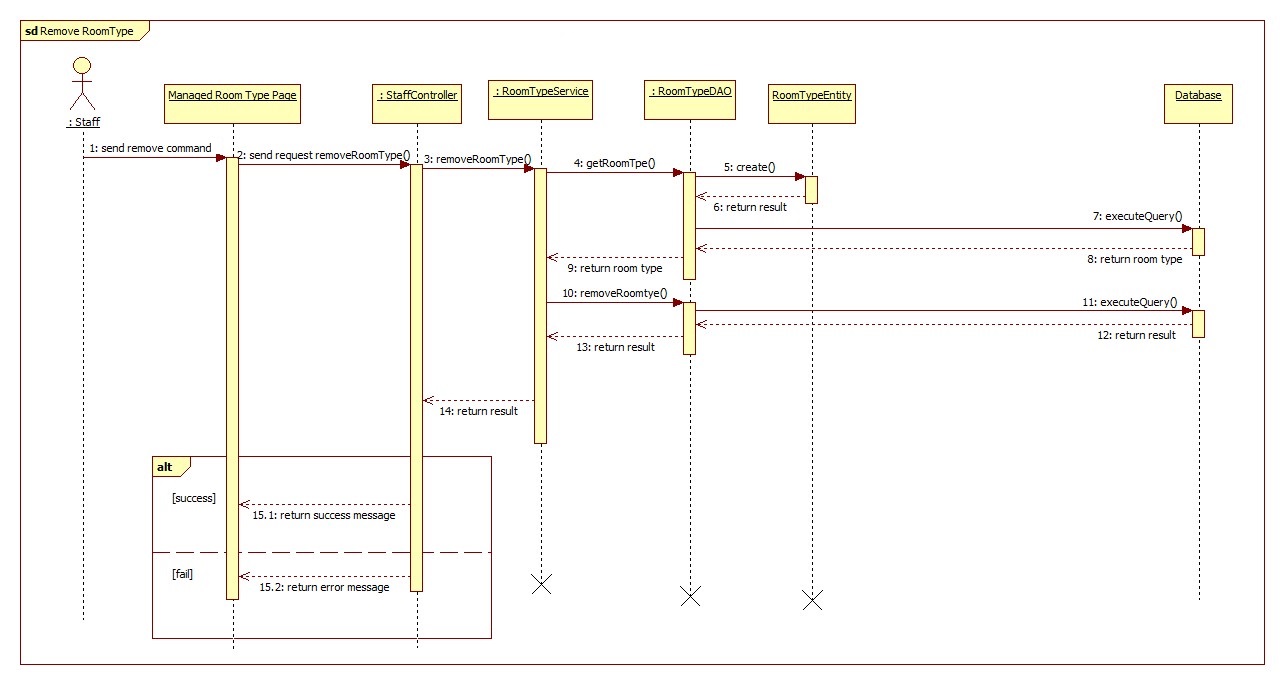 sd Remove RoomType
: Staff
Managed Room Type Page
: StaffController
: RoomTypeService
: RoomTypeDAO
RoomTypeEntity
Database
1: send remove command
2: send request removeRoomType()
3: removeRoomType()
4: getRoomTpe()
5: create()
6: return result
7: executeQuery()
8: return room type
9: return room type
10: removeRoomtye()
11: executeQuery()
12: return result
13: return result
14: return result
alt
[success]
15.1: return success message
[fail]
15.2: return error message